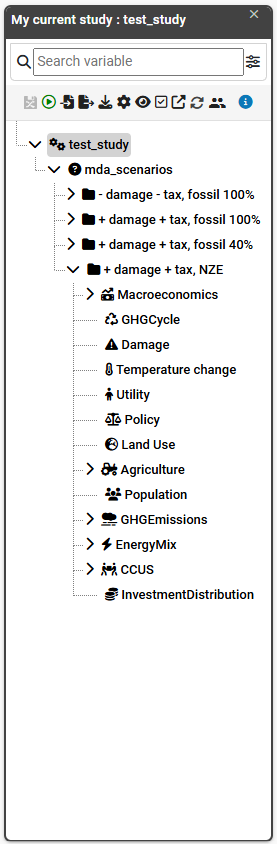 My current study : test_study
Search variable
test_study
mda_scenarios
- damage - tax, fossil 100%
+ damage + tax, fossil 100%
+ damage + tax, fossil 40%
+ damage + tax, NZE
Macroeconomics
GHGCycle
Damage
Temperature change
Utility
Policy
Land Use
Agriculture
Population
GHGEmissions
EnergyMix
CCUS
InvestmentDistribution